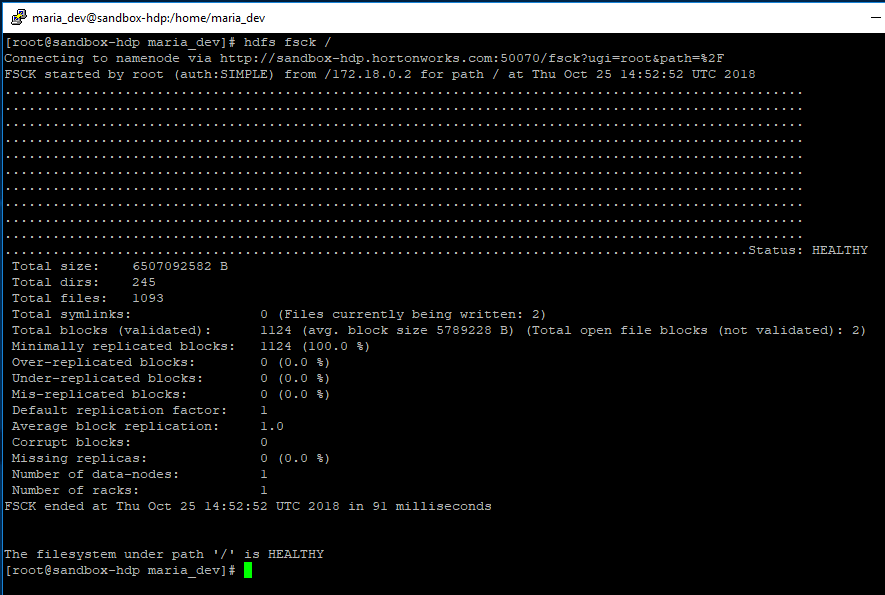 maria_dev@sandbox-hdp:/home/maria_dev
[root@sandbox-hdp maria_dev]# hdfs fsck /
Connecting to namenode via http://sandbox-hdp.hortonworks.com:50070/fsck?ugi=root&path=%2F
FSCK started by root (auth:SIMPLE) from /172.18.0.2 for path / at Thu Oct 25 14:52:52 UTC 2018
....................................................................................................
....................................................................................................
....................................................................................................
....................................................................................................
....................................................................................................
....................................................................................................
....................................................................................................
....................................................................................................
....................................................................................................
....................................................................................................
.............................................................................................Status: HEALTHY
Total size: 6507092582 B
Total dirs: 245
Total files: 1093
Total symlinks: 0 (Files currently being written: 2)
Total blocks (validated): 1124 (avg. block size 5789228 B) (Total open file blocks (not validated): 2)
Minimally replicated blocks: 1124 (100.0 %)
Over-replicated blocks: 0 (0.0 %)
Under-replicated blocks: 0 (0.0 %)
Mis-replicated blocks: 0 (0.0 %)
Default replication factor: 1
Average block replication: 1.0
Corrupt blocks: 0
Missing replicas: 0 (0.0 %)
Number of data-nodes: 1
Number of racks: 1
FSCK ended at Thu Oct 25 14:52:52 UTC 2018 in 91 milliseconds
The filesystem under path '/' is HEALTHY
[root@sandbox-hdp maria_dev]#